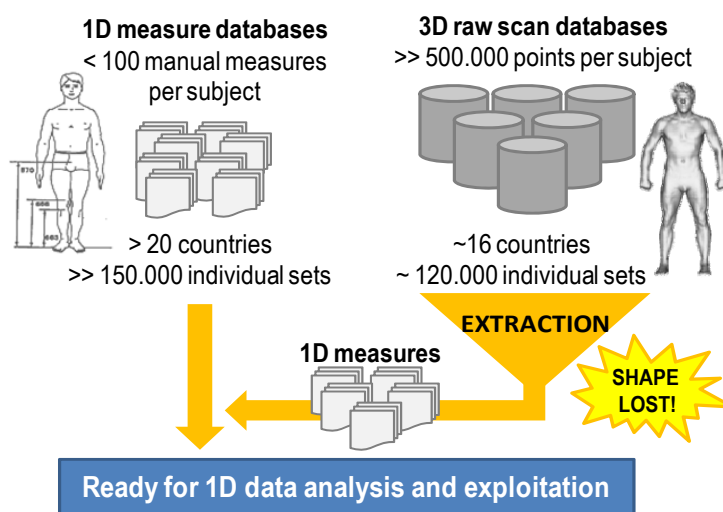 1D measure databases
< 100 manual measures
per subject
3D raw scan databases
>> 500.000 points per subject
> 20 countries
>> 150.000 individual sets
~16 countries
~ 120.000 individual sets
EXTRACTION
1D measures
SHAPE
LOST!
Ready for 1D data analysis and exploitation